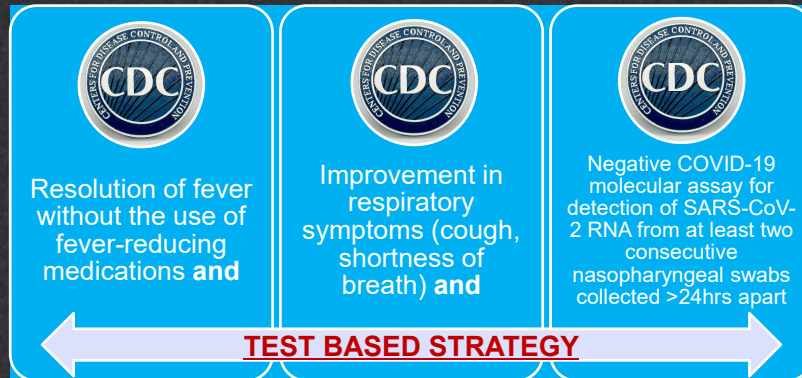 CENTERS FOR DISEASE CONTROL AND PREVENTION
CDC
Resolution of fever
without the use of
fever-reducing
medications and
CENTERS FOR DISEASE CONTROL AND PREVENTION
CDC
Improvement in
respiratory
symptoms (cough,
shortness of
breath) and
CENTERS FOR DISEASE CONTROL AND PREVENTION
CDC
Negative COVID-19
molecular assay for
detection of SARS-CoV-
2 RNA from at least two
consecutive
nasopharyngeal swabs
collected >24hrs apart
TEST BASED STRATEGY